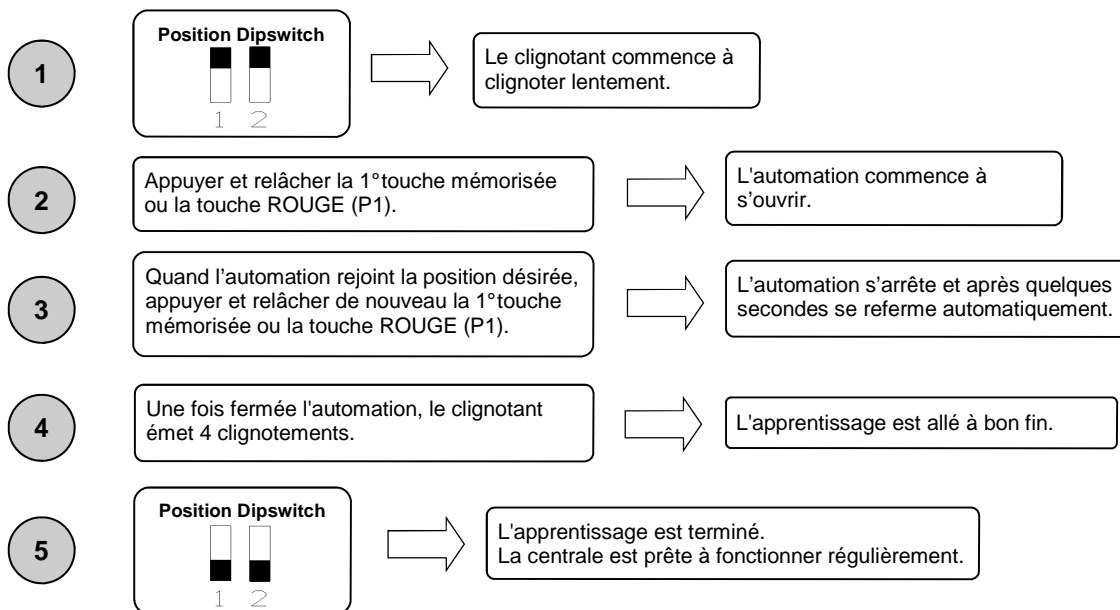 1
Position Dipswitch
1 2
Le clignotant commence à
clignoter lentement.
2
Appuyer et relâcher la 1°touche mémorisée
ou la touche ROUGE (P1).
L'automation commence à
s’ouvrir.
3
Quand l’automation rejoint la position désirée,
appuyer et relâcher de nouveau la 1°touche
mémorisée ou la touche ROUGE (P1).
L’automation s’arrête et après quelques
secondes se referme automatiquement.
4
Une fois fermée l'automation, le clignotant
émet 4 clignotements.
L'apprentissage est allé à bon fin.
5
Position Dipswitch
1 2
L'apprentissage est terminé.
La centrale est prête à fonctionner régulièrement.